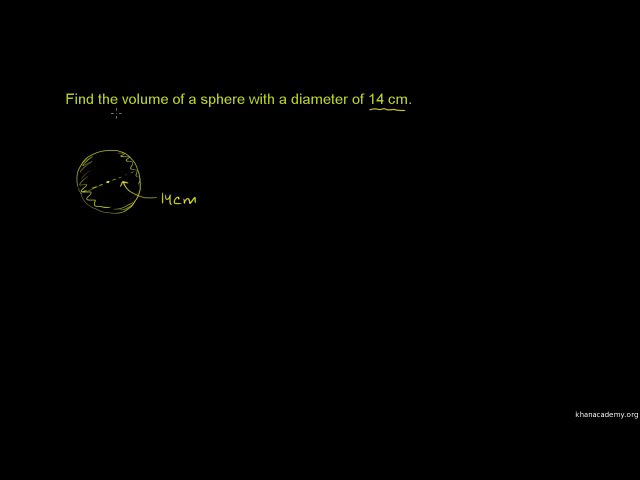 Find the volume of a sphere with a diameter of 14 cm.
14cm
khanacademy.org